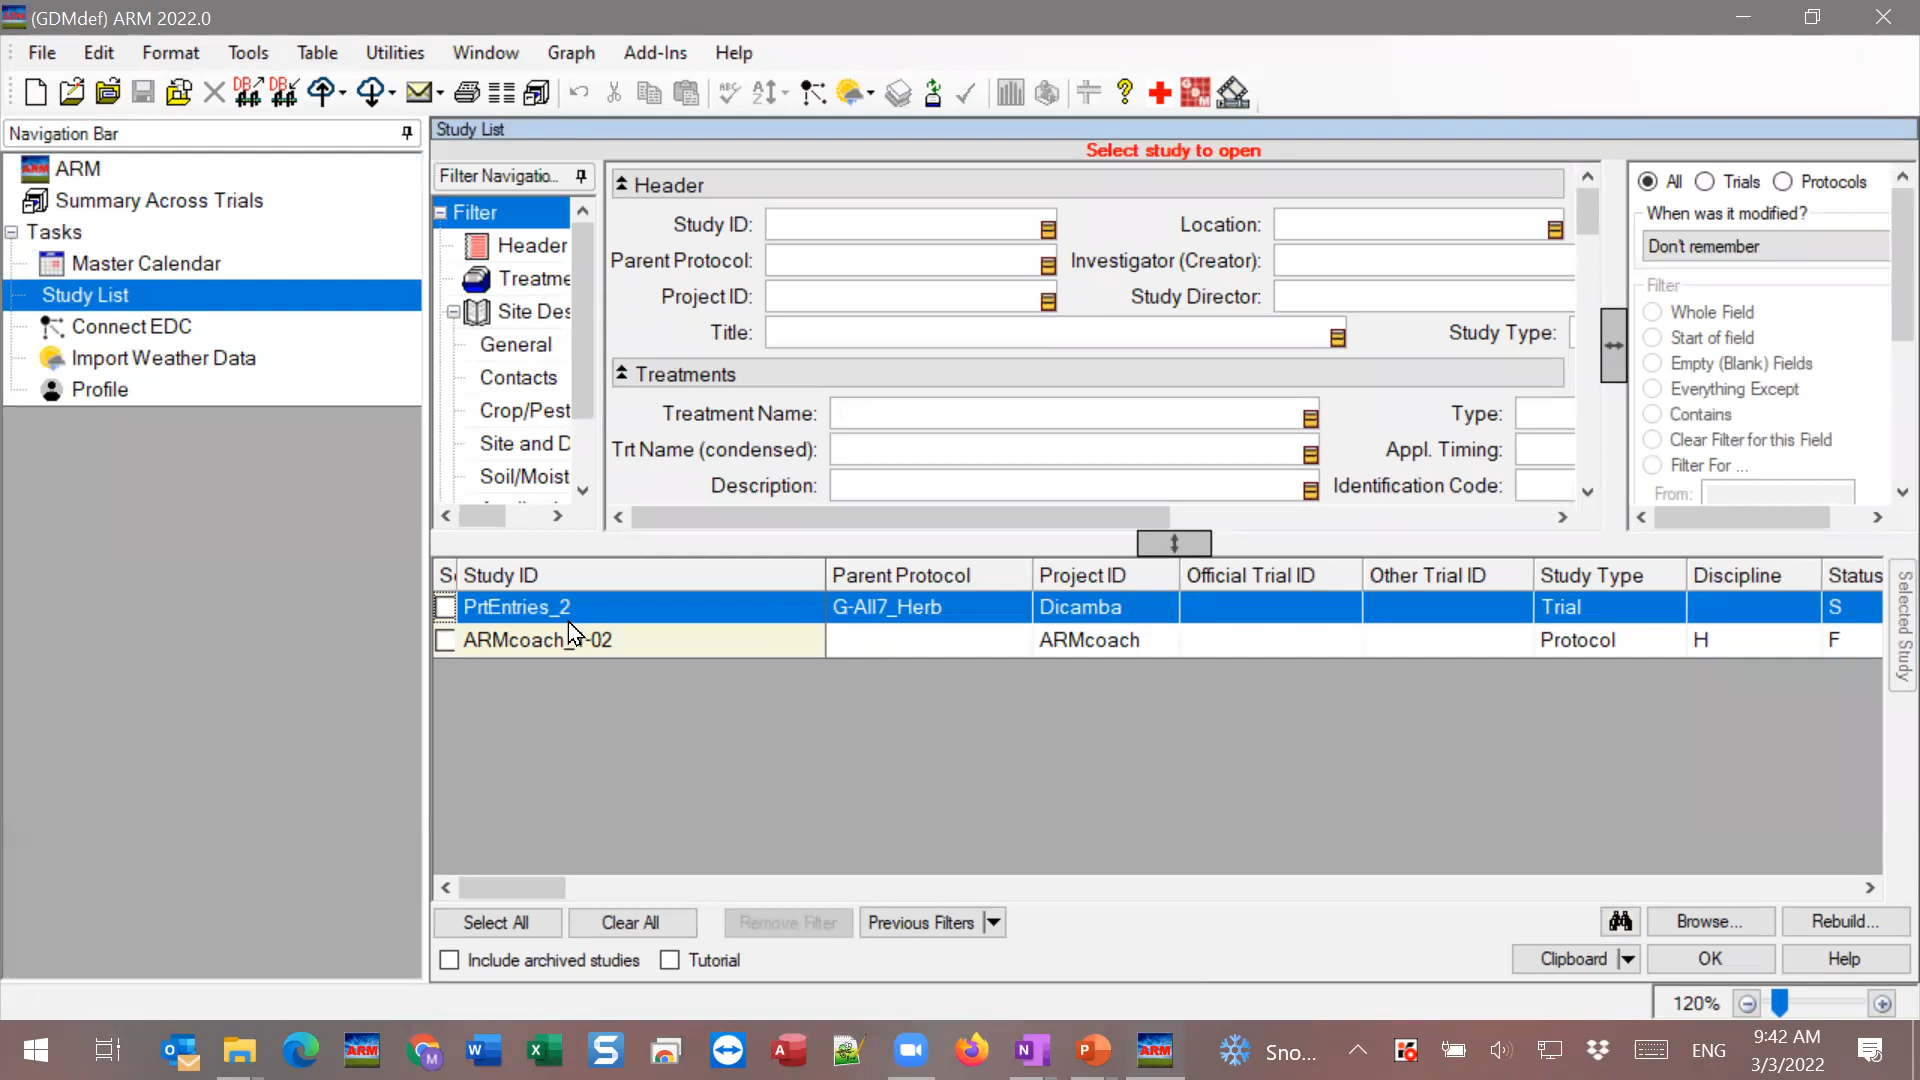 (GDMdef) ARM 2022.0
File Edit Format Tools Table Utilities Window Graph Add-Ins Help
Navigation Bar
ARM
Summary Across Trials
Tasks
Master Calendar
Study List
Connect EDC
Import Weather Data
Profile
Study List
Select study to open
Filter Navigatio...
Filter
Header
Treatme
Site Des
General
Contacts
Crop/Pest
Site and D
Soil/Moist
Header
Study ID: Location:
Parent Protocol: Investigator (Creator):
Project ID: Study Director:
Title: Study Type:
Treatments
Treatment Name: Type:
Trt Name (condensed): Appl. Timing:
Description: Identification Code:
All Trials Protocols
When was it modified?
Don't remember
Filter
Whole Field
Start of field
Empty (Blank) Fields
Everything Except
Contains
Clear Filter for this Field
Filter For ...
From:
Study ID Parent Protocol Project ID Official Trial ID Other Trial ID Study Type Discipline Status
PrtEntries_2 G-All7_Herb Dicamba Trial S
ARMcoach -02 ARMcoach Protocol H F
Selected Study
Select All Clear All Remove Filter Previous Filters Browse... Rebuild...
Include archived studies Tutorial Clipboard OK Help
120%
Sno... ENG 9:42 AM
3/3/2022